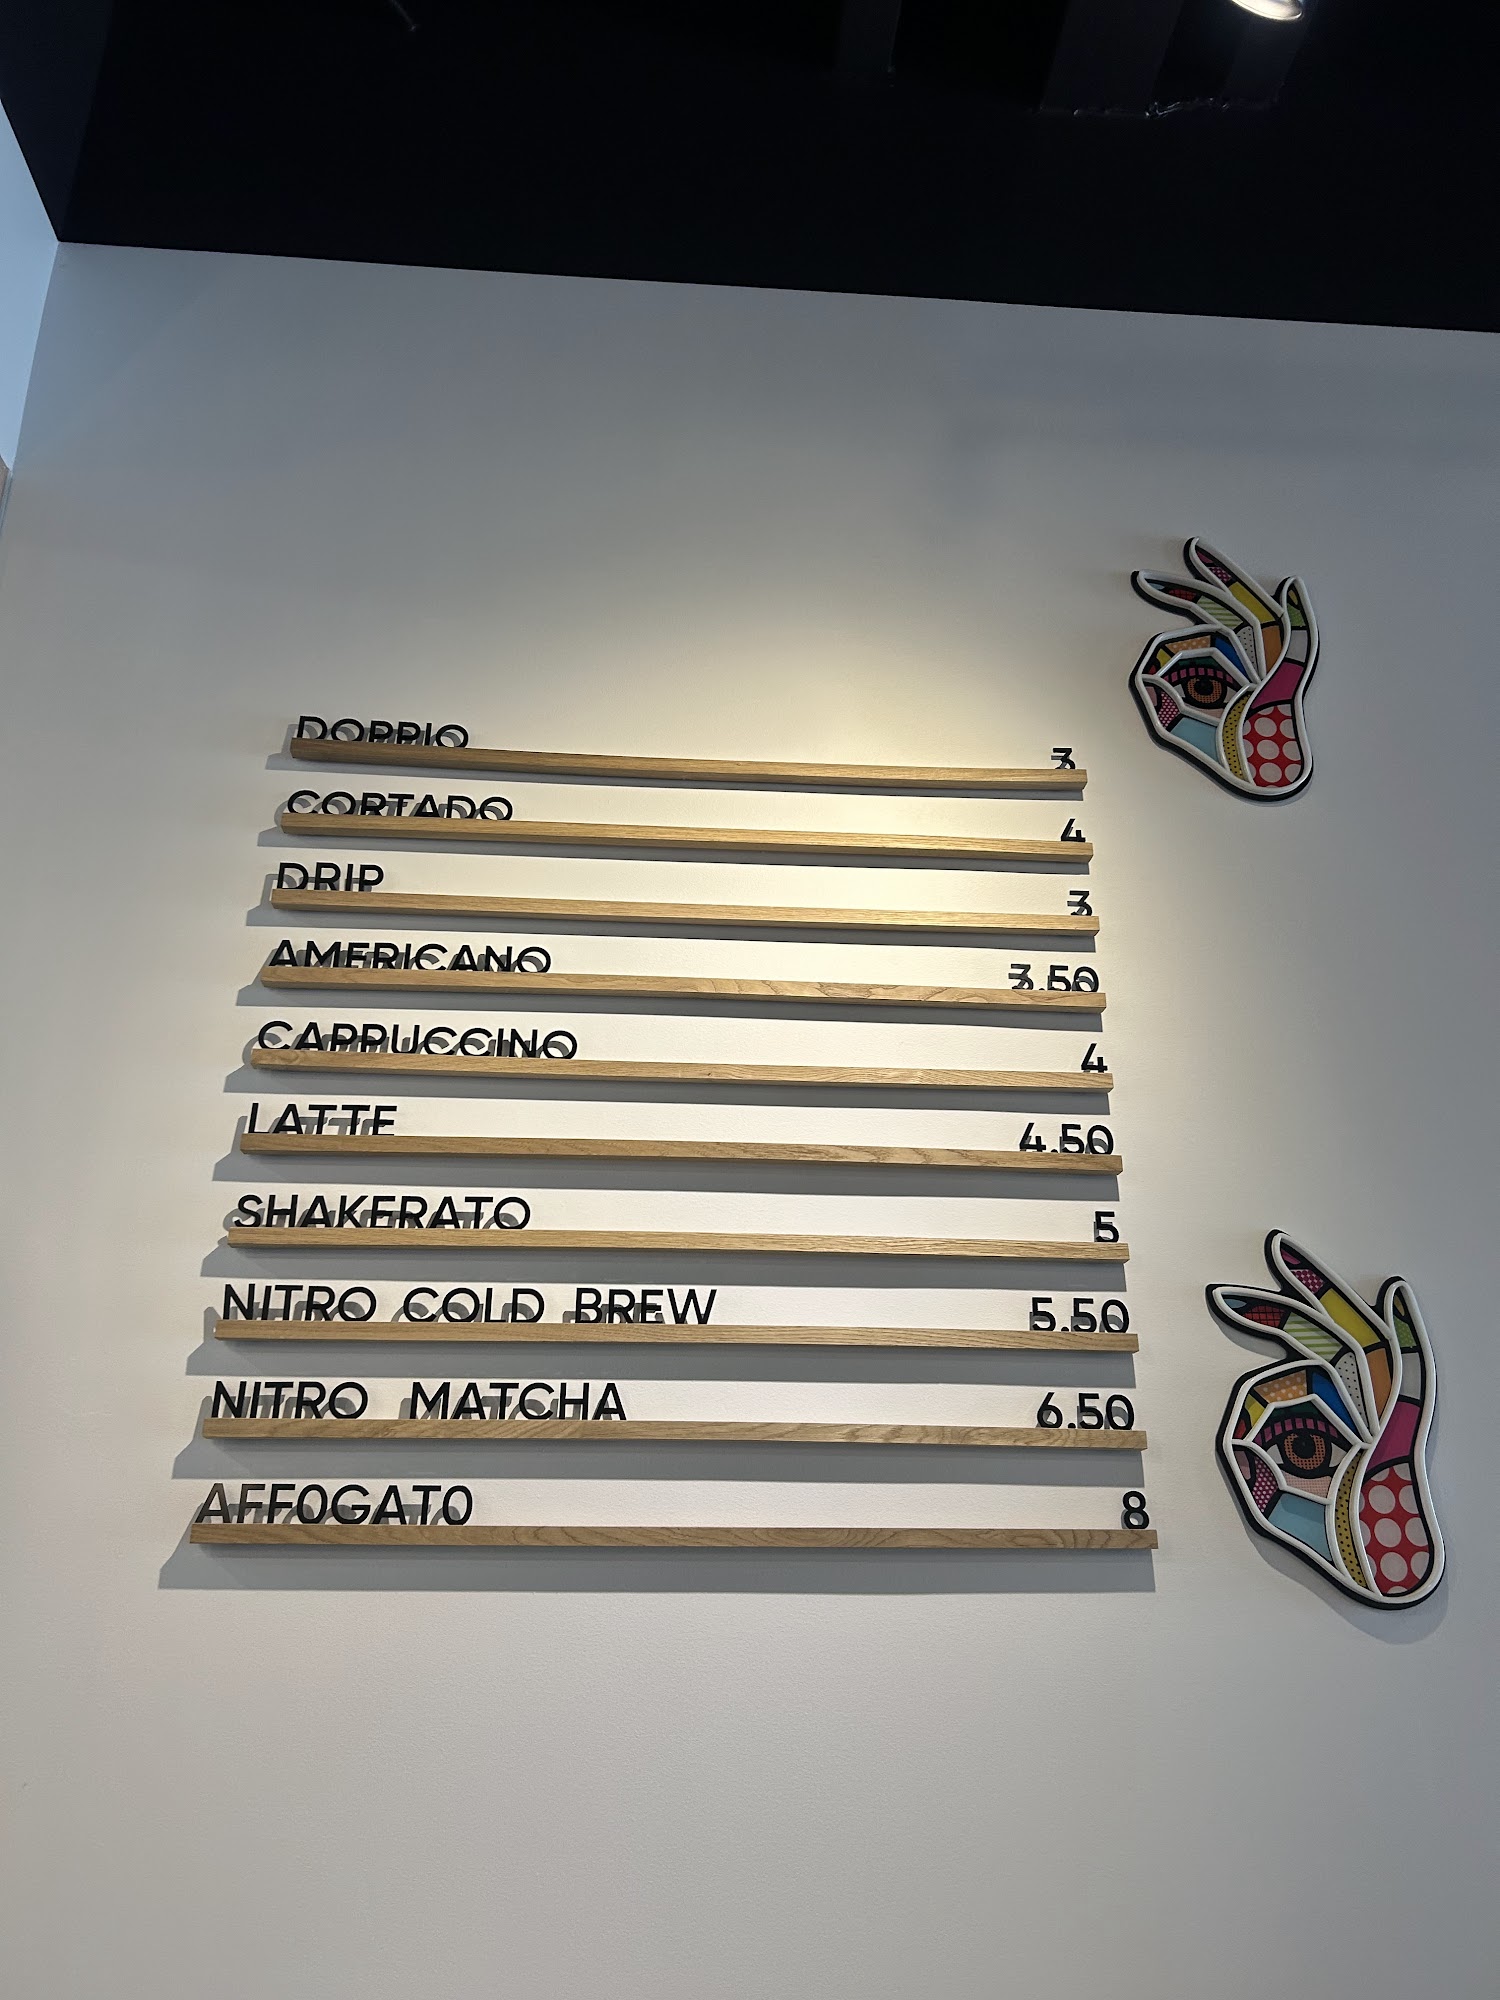 DOPPIO 3
CORTADO 4
DRIP 3
AMERICANO 3.50
CAPPUCCINO 4
LATTE 4.50
SHAKERATO 5
NITRO COLD BREW 5.50
NITRO MATCHA 6.50
AFFOGATO 8